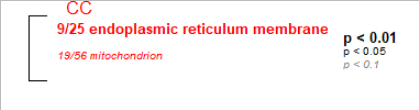 CC
9/25 endoplasmic reticulum membrane
19/56 mitochondrion
p < 0.01
p < 0.05
p < 0.1